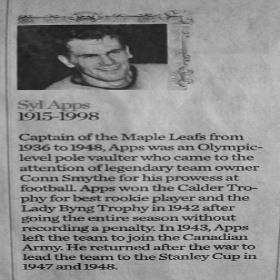 Syl Apps
1915-1998
Captain of the Maple Leafs from
1936 to 1948, Apps was an Olympic-
level pole vaulter who came to the
attention of legendary team owner
Conn Smythe for his prowess at
football. Apps won the Calder Tro-
phy for best rookie player and the
Lady Byng Trophy in 1942 after
going the entire season without
recording a penalty. In 1943, Apps
left the team to join the Canadian
Army. He returned after the war to
lead the team to the Stanley Cup in
1947 and 1948.